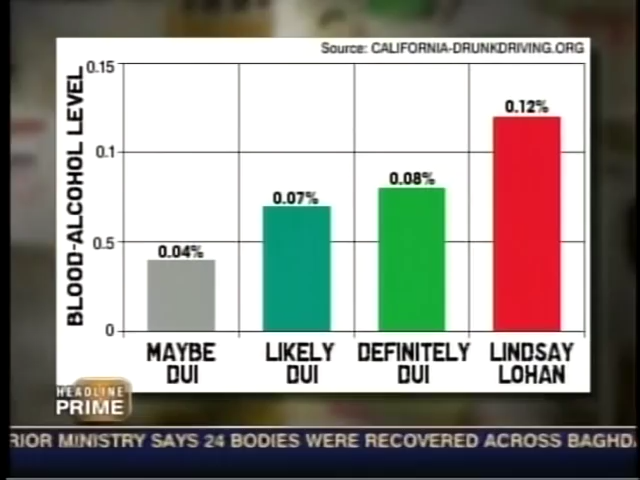 Source: CALIFORNIA-DRUNKDRIVING.ORG
BLOOD-ALCOHOL LEVEL
0.15
0.1
0.5
0
0.04%
0.07%
0.08%
0.12%
MAYBE DUI
LIKELY DUI
DEFINITELY DUI
LINDSAY LOHAN
HEADLINE
PRIME
RIOR MINISTRY SAYS 24 BODIES WERE RECOVERED ACROSS BAGHDA